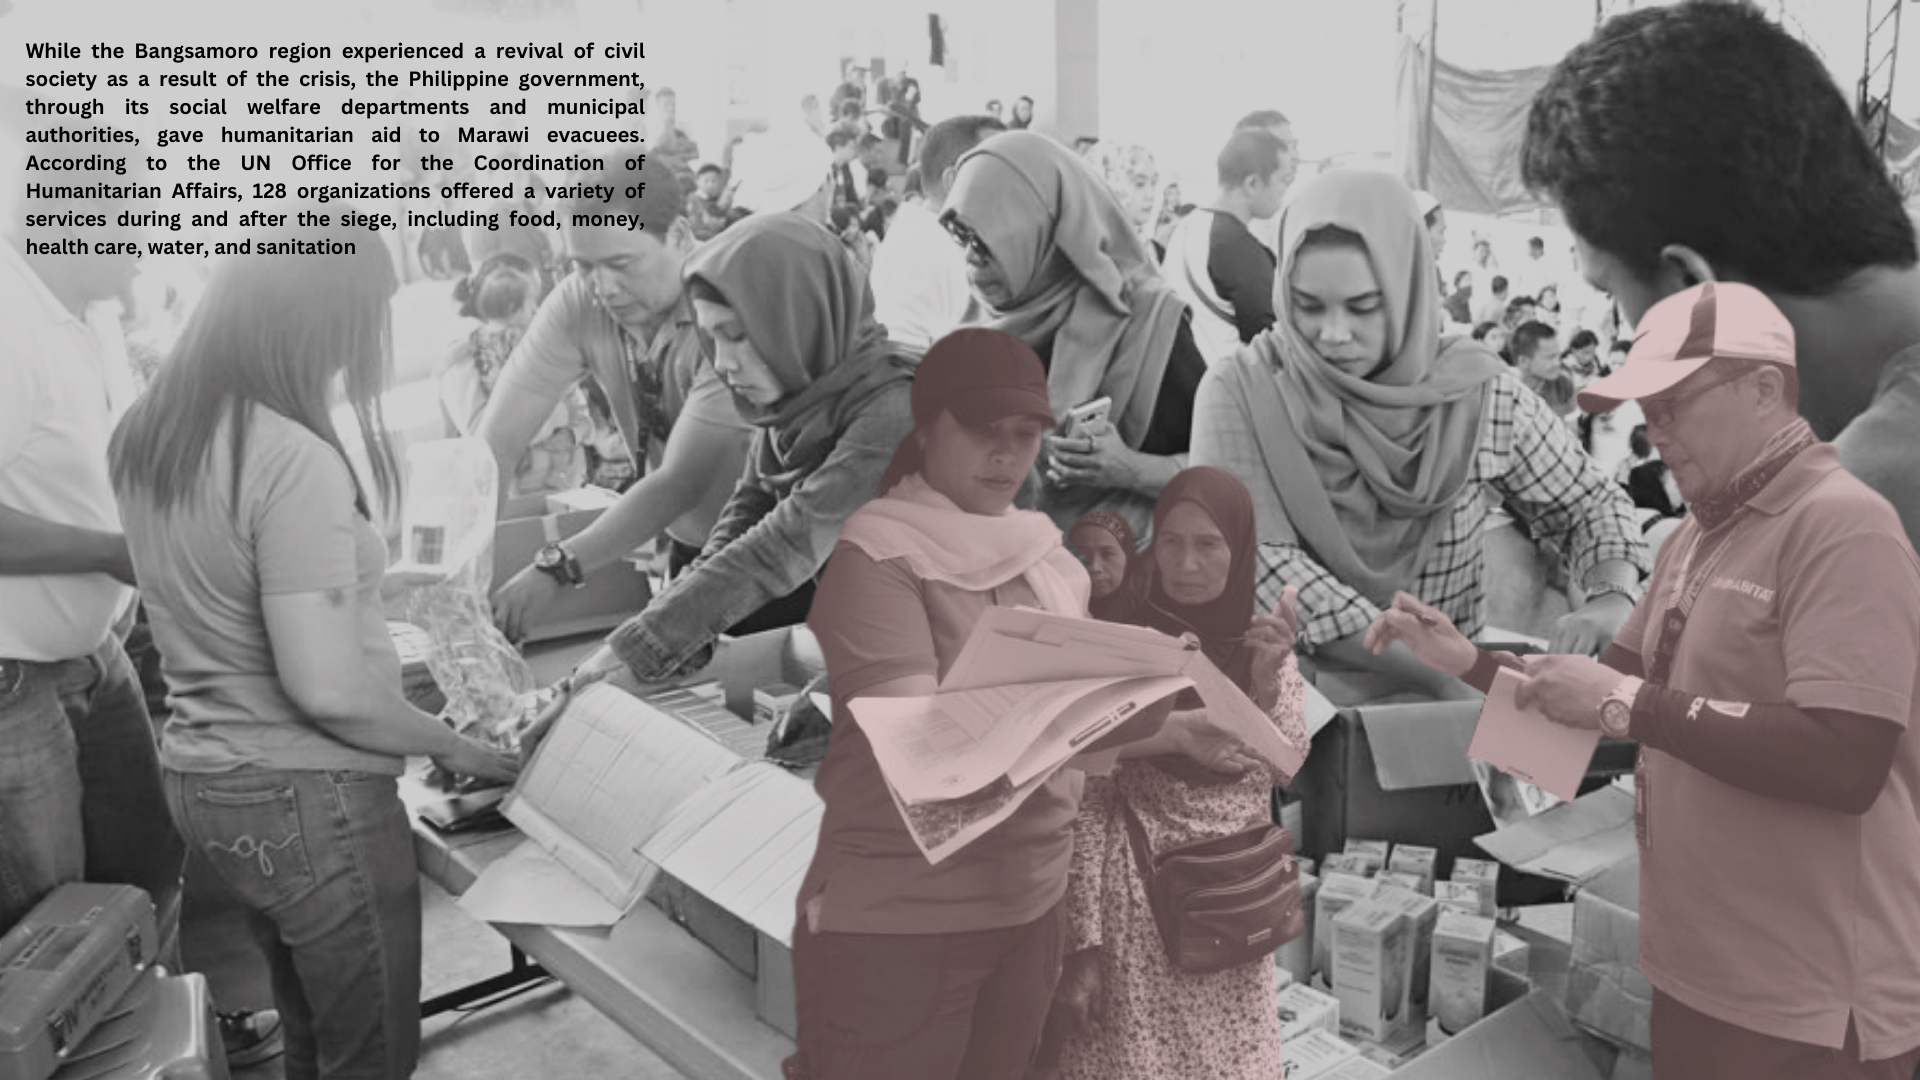 While the Bangsamoro region experienced a revival of civil
society as a result of the crisis, the Philippine government,
through its social welfare departments and municipal
authorities, gave humanitarian aid to Marawi evacuees.
According to the UN Office for the Coordination of
Humanitarian Affairs, 128 organizations offered a variety of
services during and after the siege, including food, money,
health care, water, and sanitation